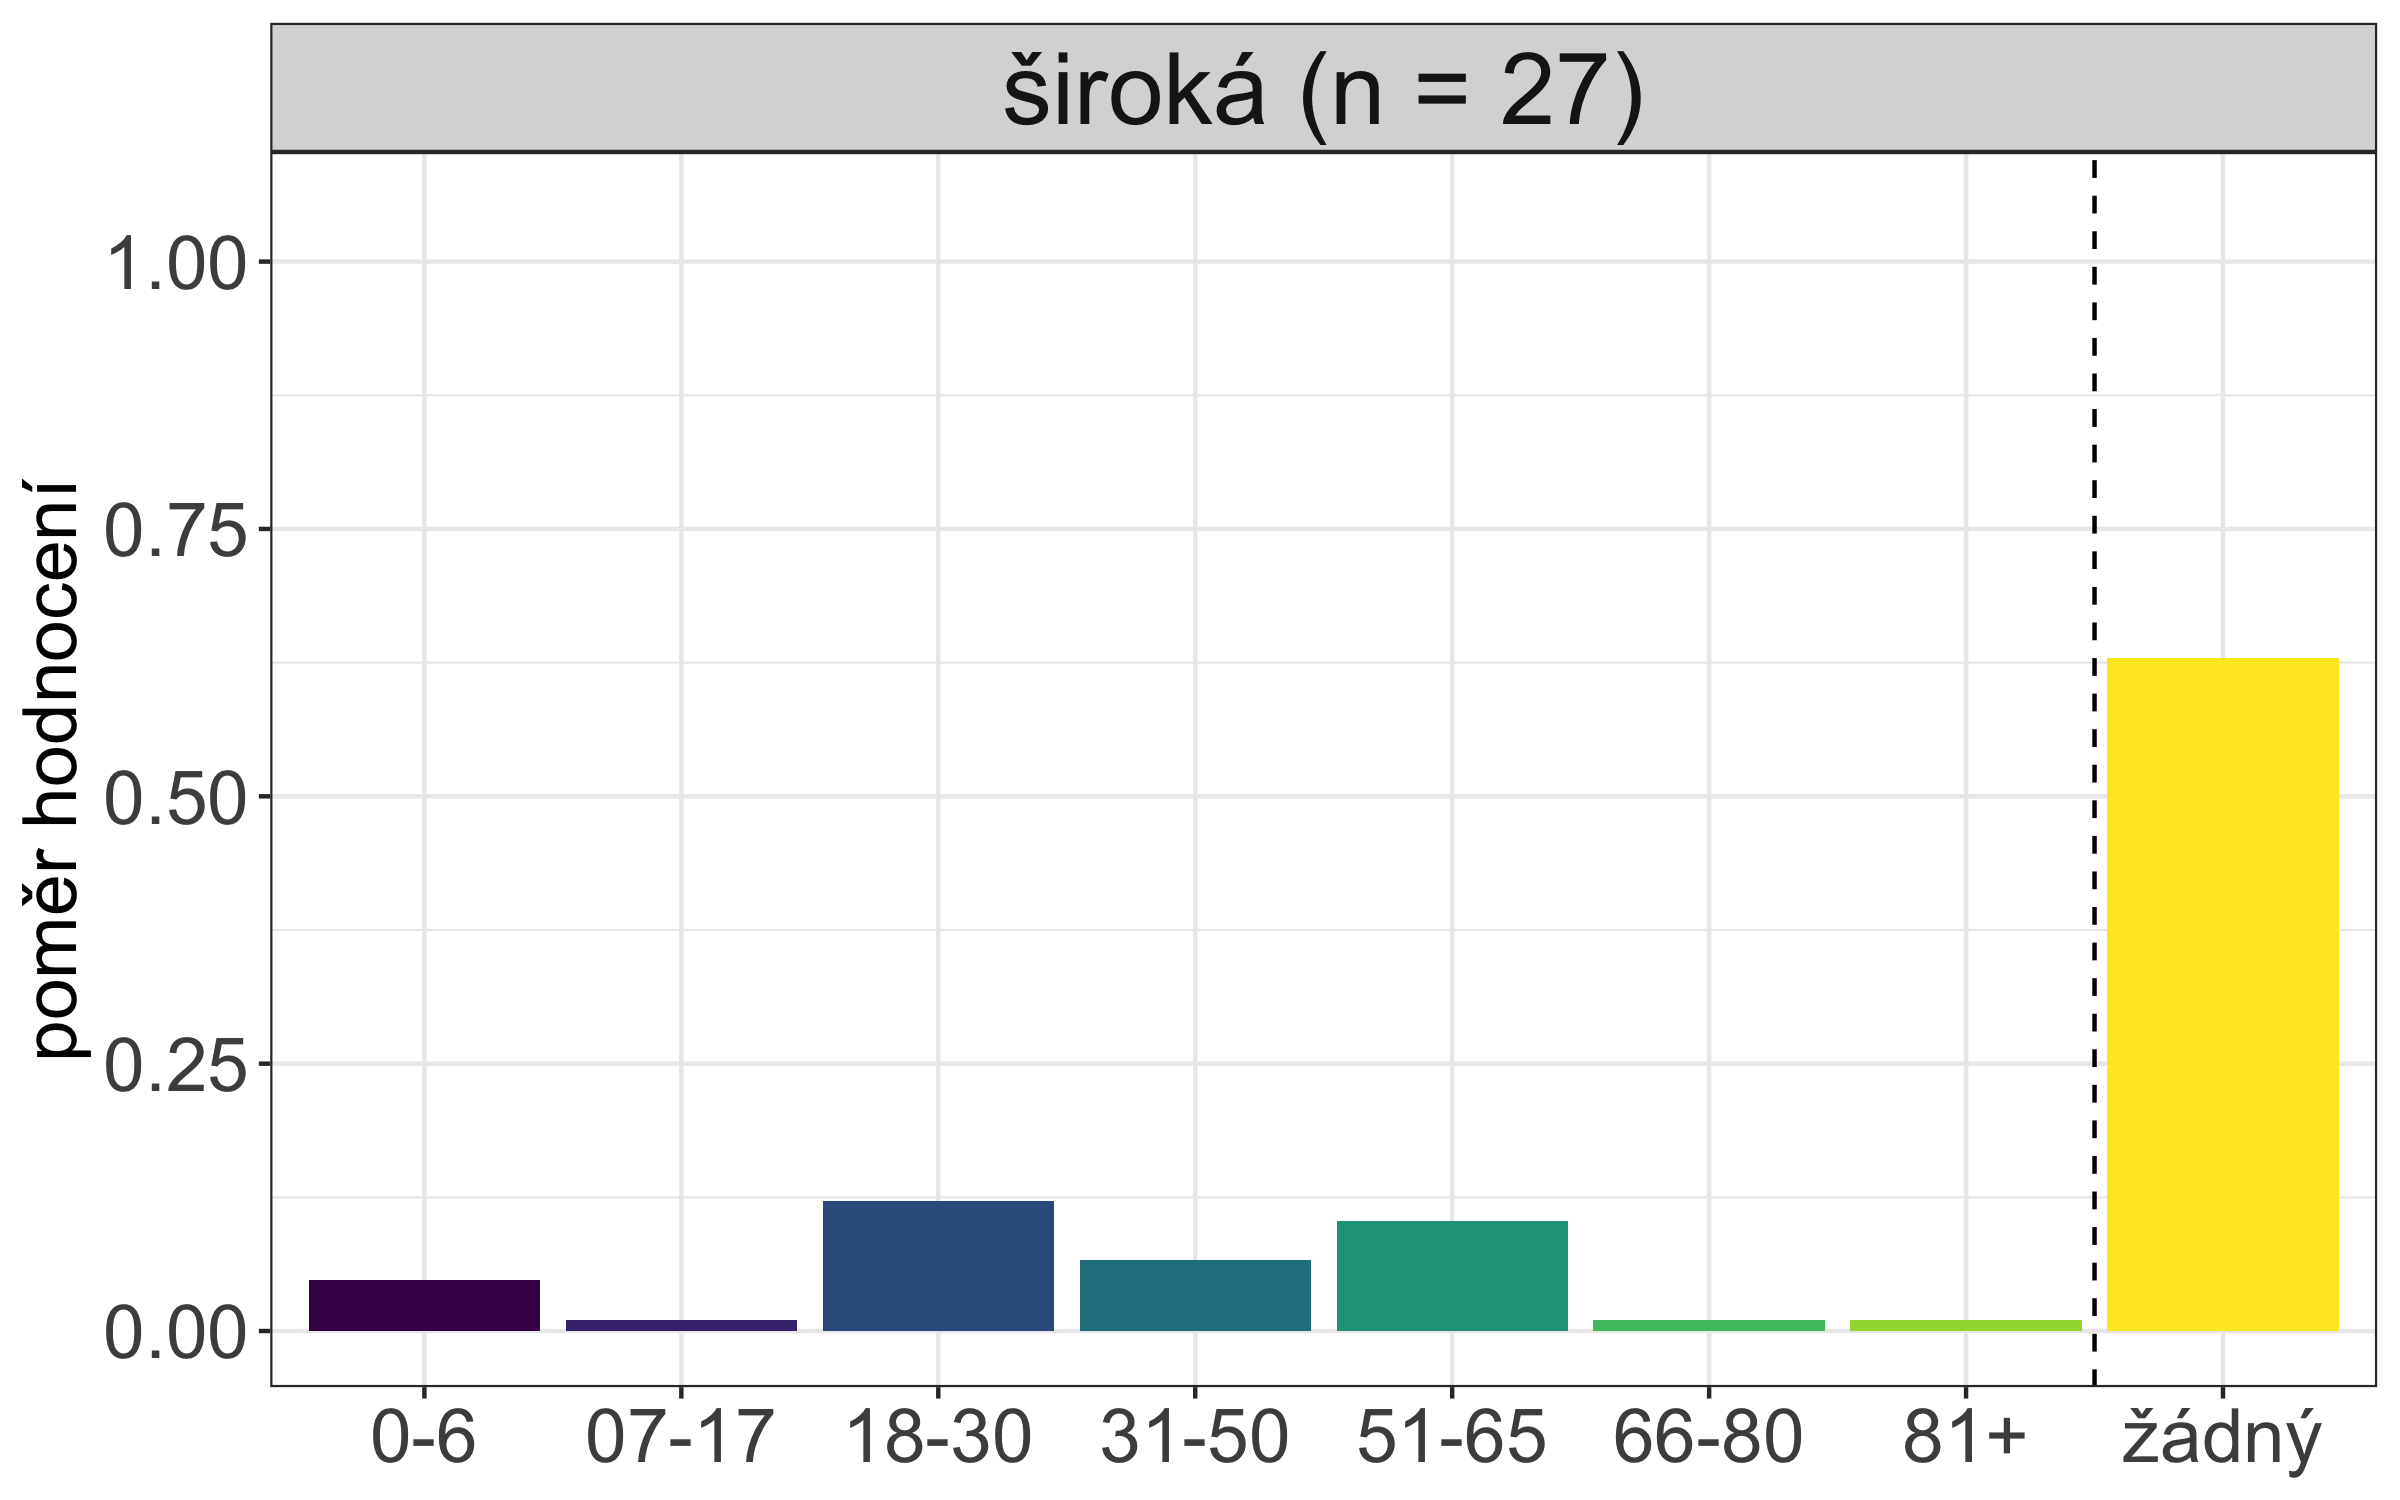 široká (n = 27)
poměr hodnocení
1.00
0.75
0.50
0.25
0.00
0-6 07-17 18-30 31-50 51-65 66-80 81+ žádný